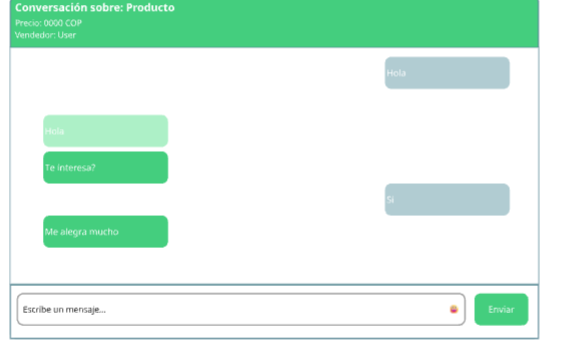 Conversación sobre: Producto
Precio: 0000 COP
Vendedor: User
Hola
Hola
Te interesa?
Si
Me alegra mucho
Escribe un mensaje...
Enviar